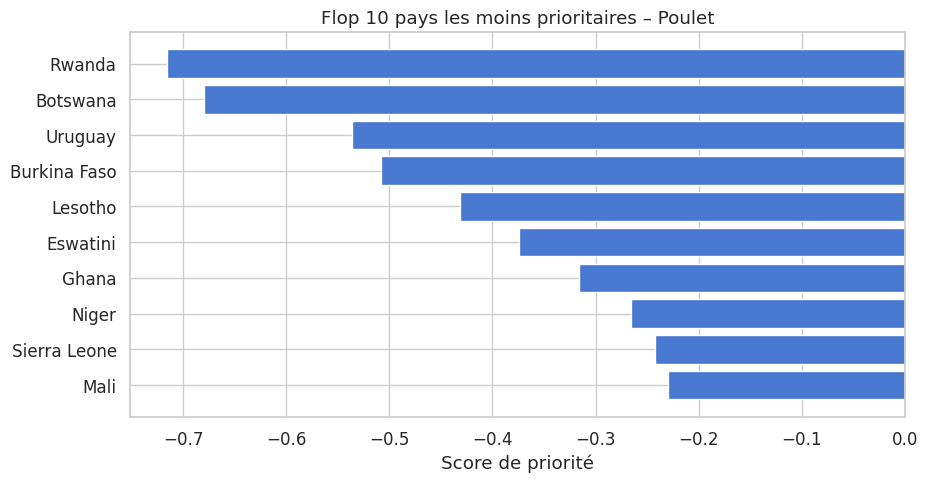 Flop 10 pays les moins prioritaires – Poulet
Rwanda
Botswana
Uruguay
Burkina Faso
Lesotho
Eswatini
Ghana
Niger
Sierra Leone
Mali
−0.7 −0.6 −0.5 −0.4 −0.3 −0.2 −0.1 0.0
Score de priorité